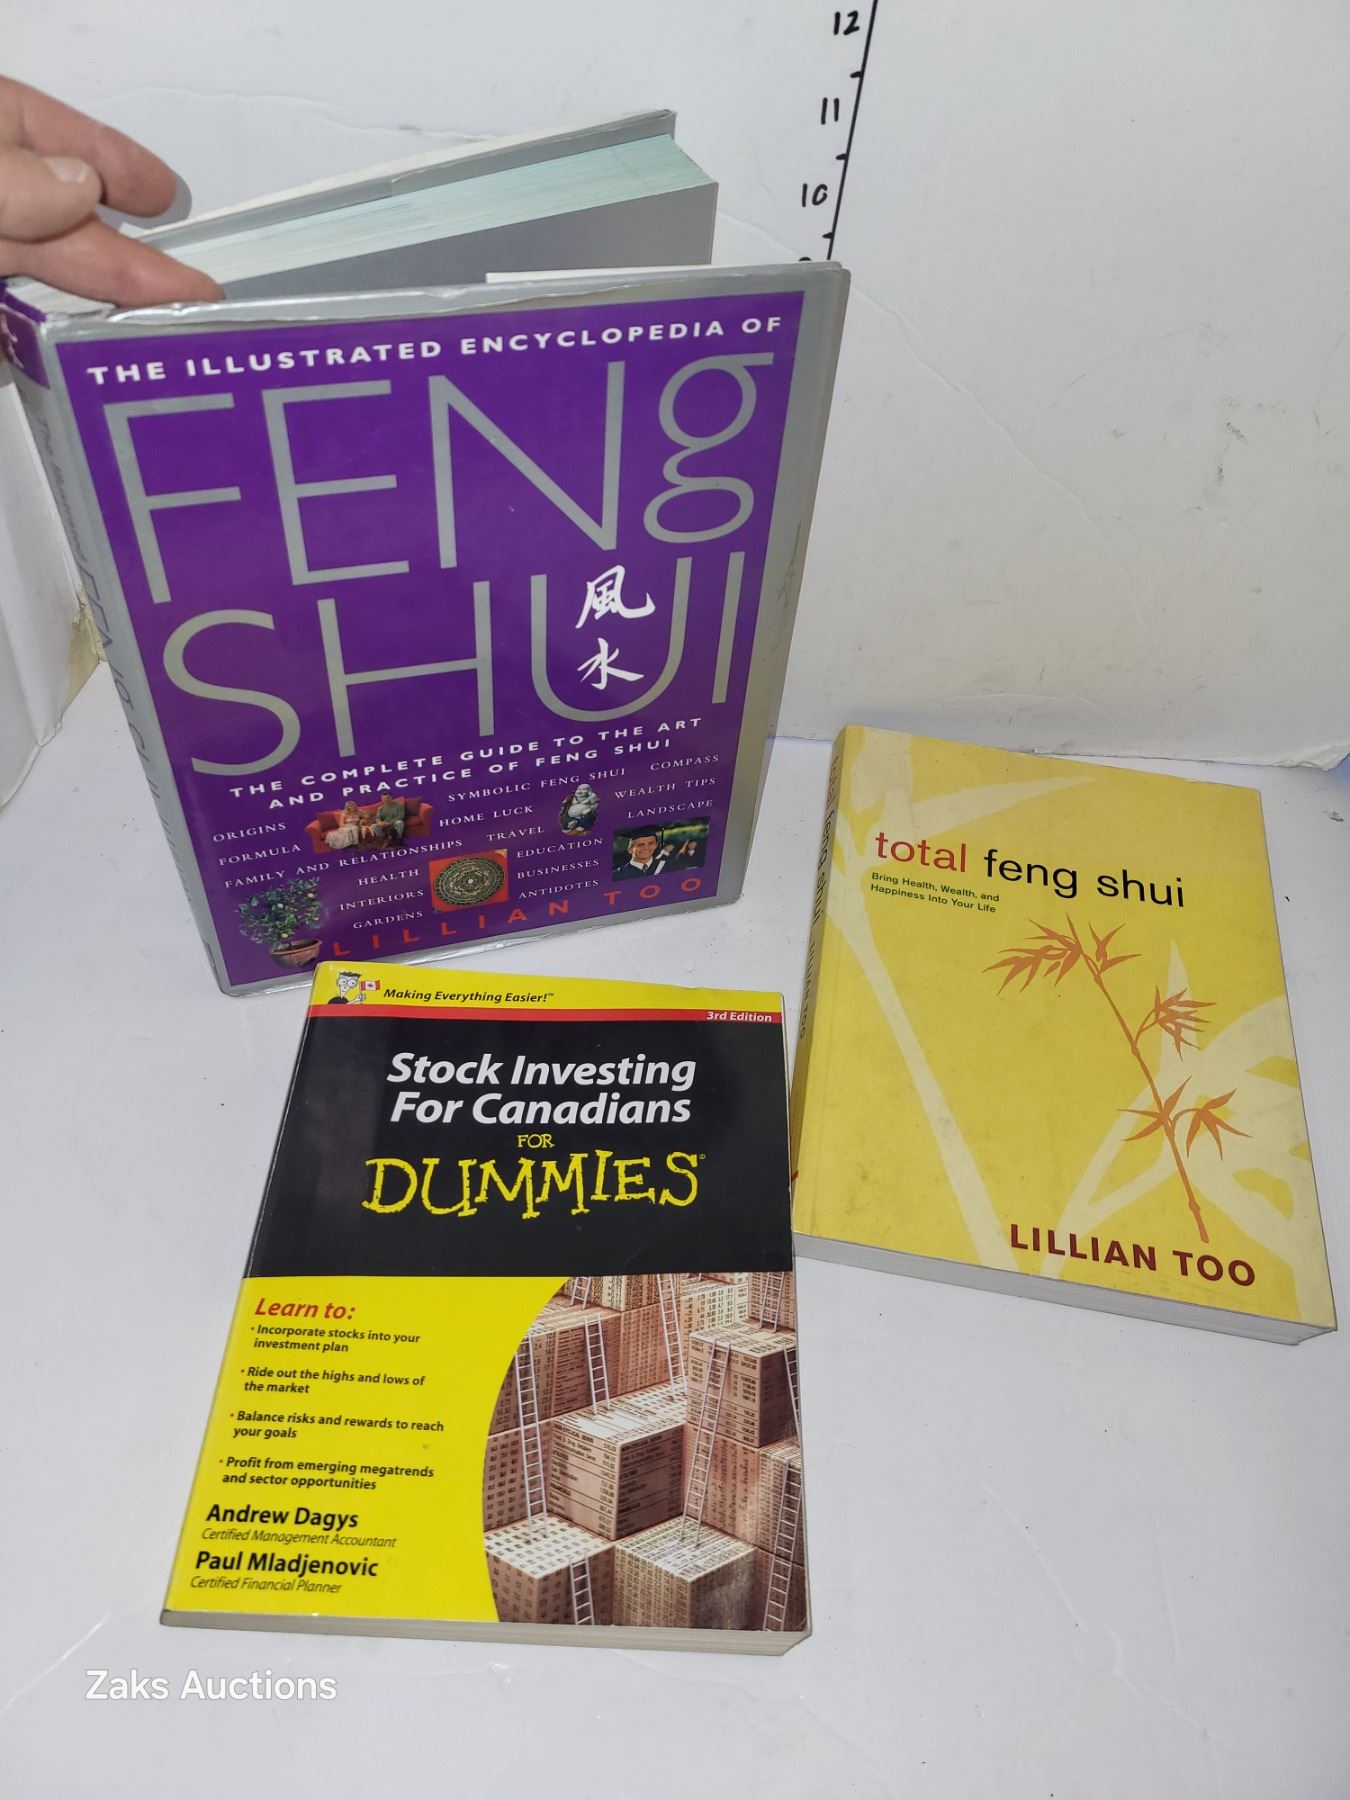 12
11
10
THE ILLUSTRATED ENCYCLOPEDIA OF
FENg
SHUI
風
水
THE COMPLETE GUIDE TO THE ART
AND PRACTICE OF FENG SHUI
ORIGINS
SYMBOLIC FENG SHUI
COMPASS
FORMULA
HOME LUCK
WEALTH TIPS
FAMILY AND RELATIONSHIPS
TRAVEL
LANDSCAPE
HEALTH
EDUCATION
INTERIORS
BUSINESSES
GARDENS
ANTIDOTES
LILLIAN TOO
total feng shui
Bring Health, Wealth, and
Happiness Into Your Life
LILLIAN TOO
total feng shui LILLIAN TOO
Making Everything Easier!™
3rd Edition
Stock Investing
For Canadians
FOR
DUMMIES
Learn to:
• Incorporate stocks into your
investment plan
• Ride out the highs and lows of
the market
• Balance risks and rewards to reach
your goals
• Profit from emerging megatrends
and sector opportunities
Andrew Dagys
Certified Management Accountant
Paul Mladjenovic
Certified Financial Planner
Zaks Auctions